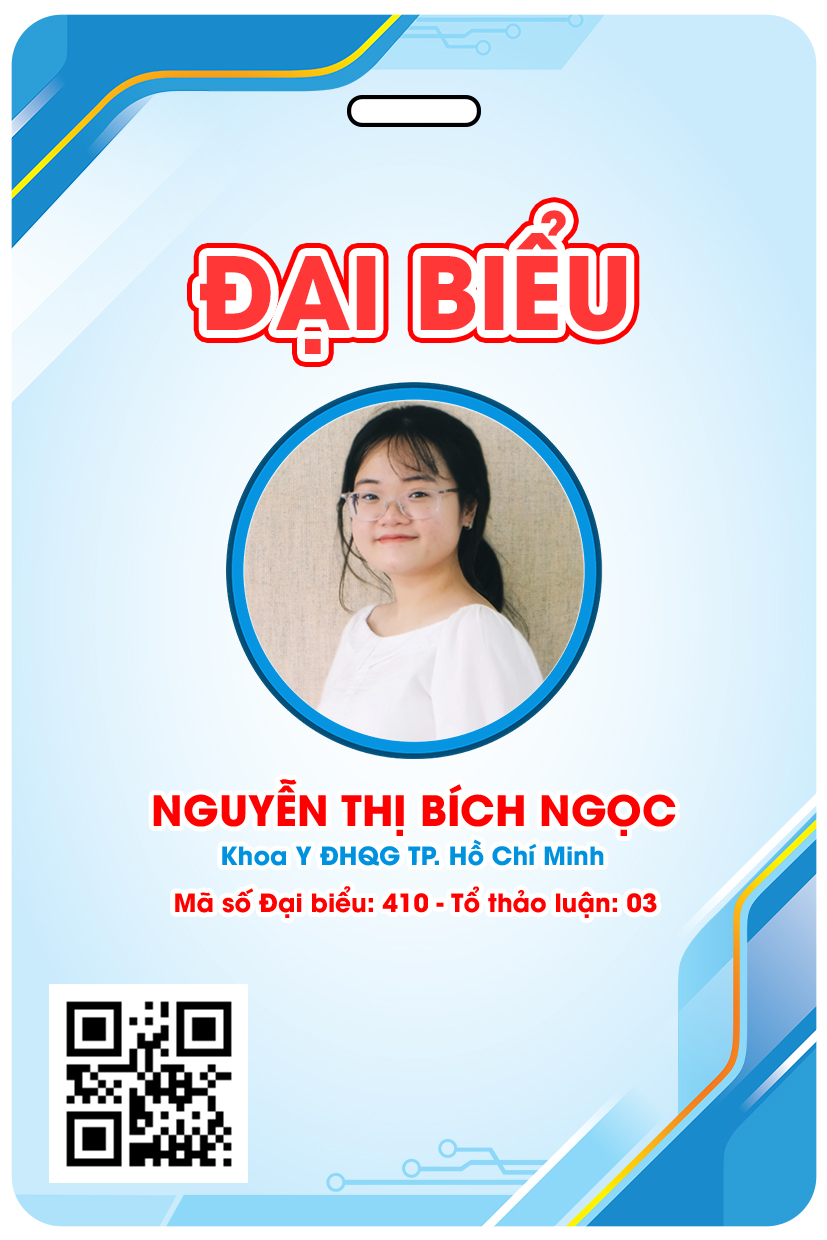 ĐẠI BIỂU
NGUYỄN THỊ BÍCH NGỌC
Khoa Y ĐHQG TP. Hồ Chí Minh
Mã số Đại biểu: 410 - Tổ thảo luận: 03